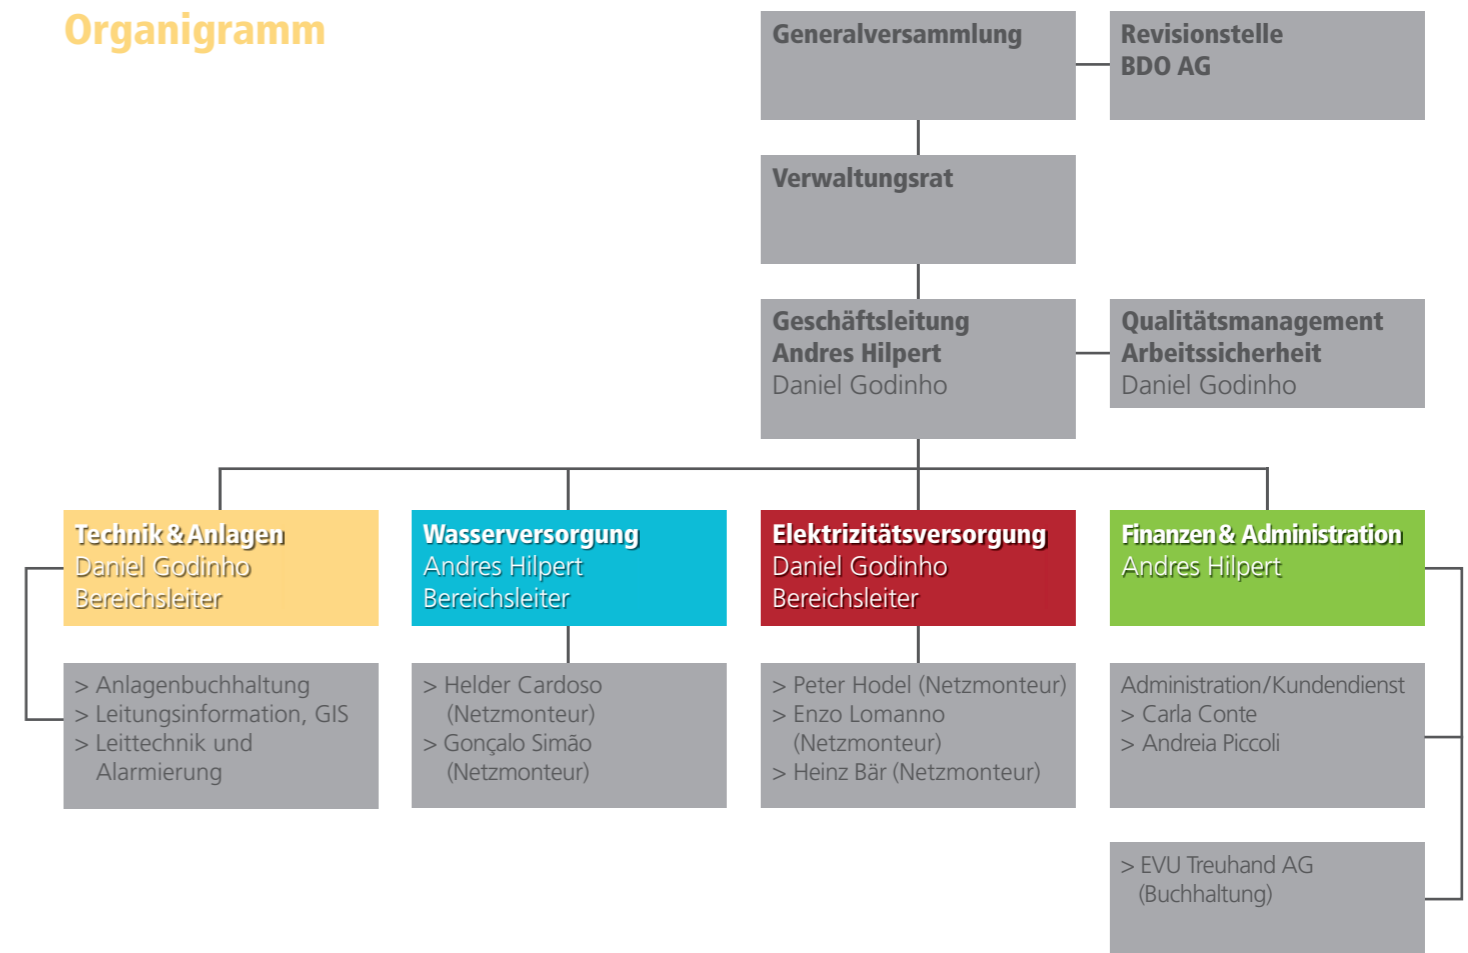 Organigramm
Generalversammlung
Revisionstelle
BDO AG
Verwaltungsrat
Geschäftsleitung
Andres Hilpert
Daniel Godinho
Qualitätsmanagement
Arbeitssicherheit
Daniel Godinho
Technik & Anlagen
Daniel Godinho
Bereichsleiter
Wasserversorgung
Andres Hilpert
Bereichsleiter
Elektrizitätsversorgung
Daniel Godinho
Bereichsleiter
Finanzen & Administration
Andres Hilpert
> Anlagenbuchhaltung
> Leitungsinformation, GIS
> Leittechnik und
Alarmierung
> Helder Cardoso
(Netzmonteur)
> Gonçalo Simão
(Netzmonteur)
> Peter Hodel (Netzmonteur)
> Enzo Lomanno
(Netzmonteur)
> Heinz Bär (Netzmonteur)
Administration/Kundendienst
> Carla Conte
> Andreia Piccoli
> EVU Treuhand AG
(Buchhaltung)